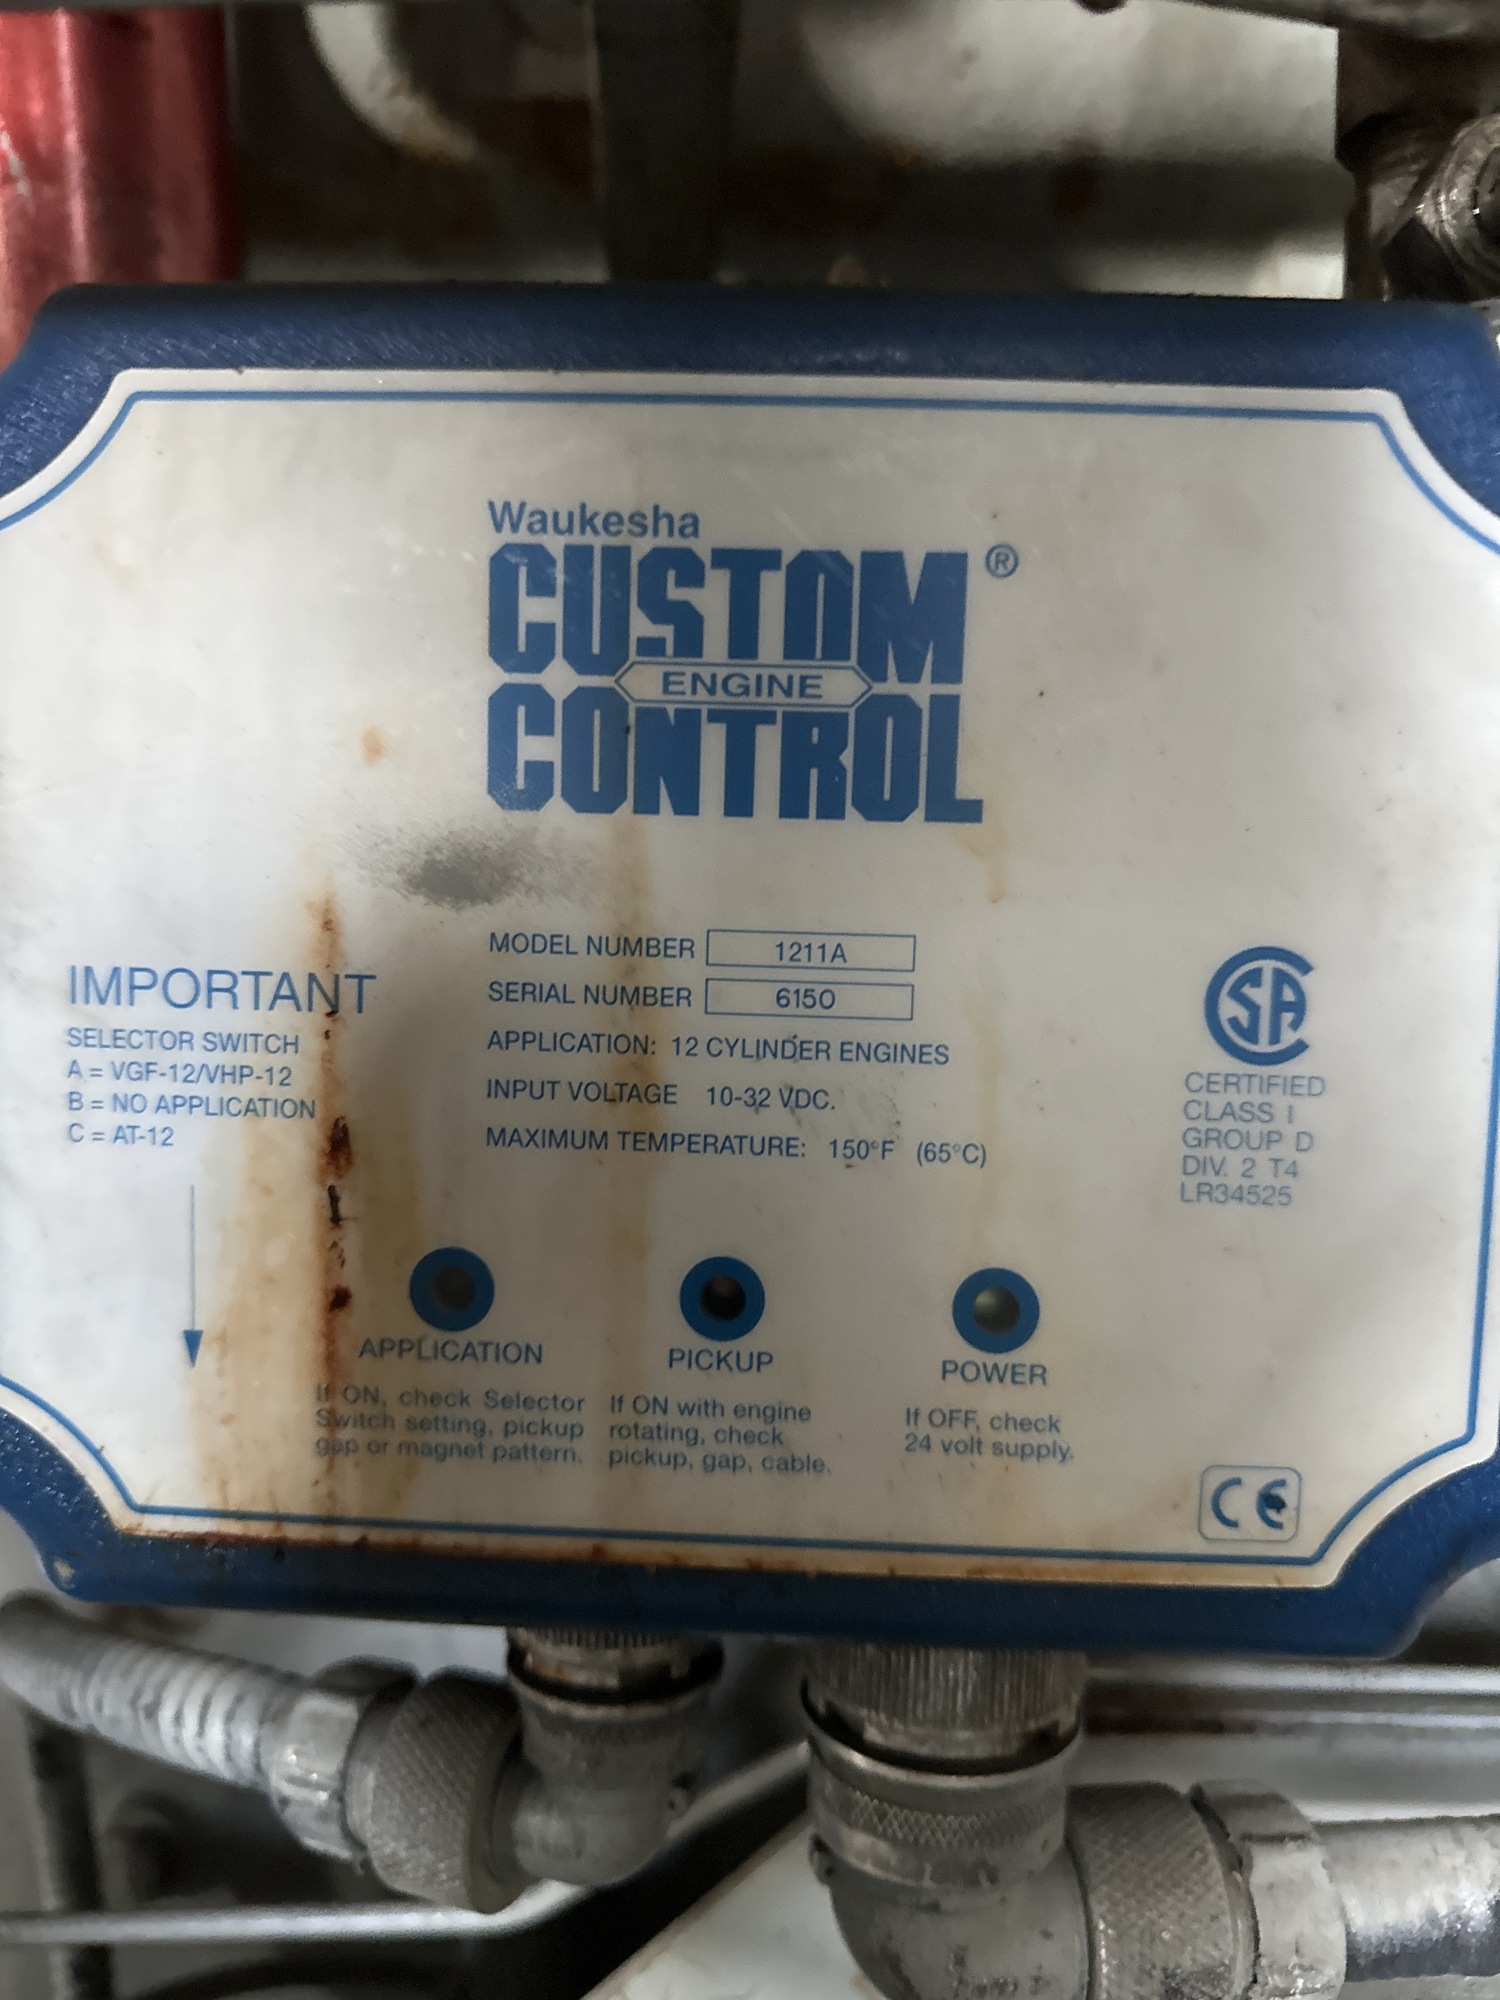 Waukesha
CUSTOM ®
ENGINE
CONTROL
MODEL NUMBER 1211A
SERIAL NUMBER 6150
APPLICATION: 12 CYLINDER ENGINES
INPUT VOLTAGE 10-32 VDC.
MAXIMUM TEMPERATURE: 150°F (65°C)
IMPORTANT
SELECTOR SWITCH
A = VGF-12/VHP-12
B = NO APPLICATION
C = AT-12
SA
CERTIFIED
CLASS I
GROUP D
DIV. 2 T4
LR34525
APPLICATION
If ON, check Selector
Switch setting, pickup
gap or magnet pattern.
PICKUP
If ON with engine
rotating, check
pickup, gap, cable.
POWER
If OFF, check
24 volt supply.
CE